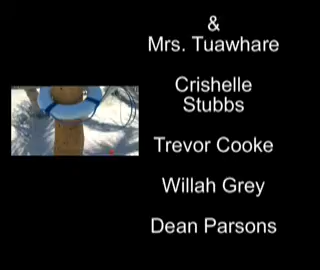 &
Mrs. Tuawhare
Crishelle
Stubbs
Trevor Cooke
Willah Grey
Dean Parsons